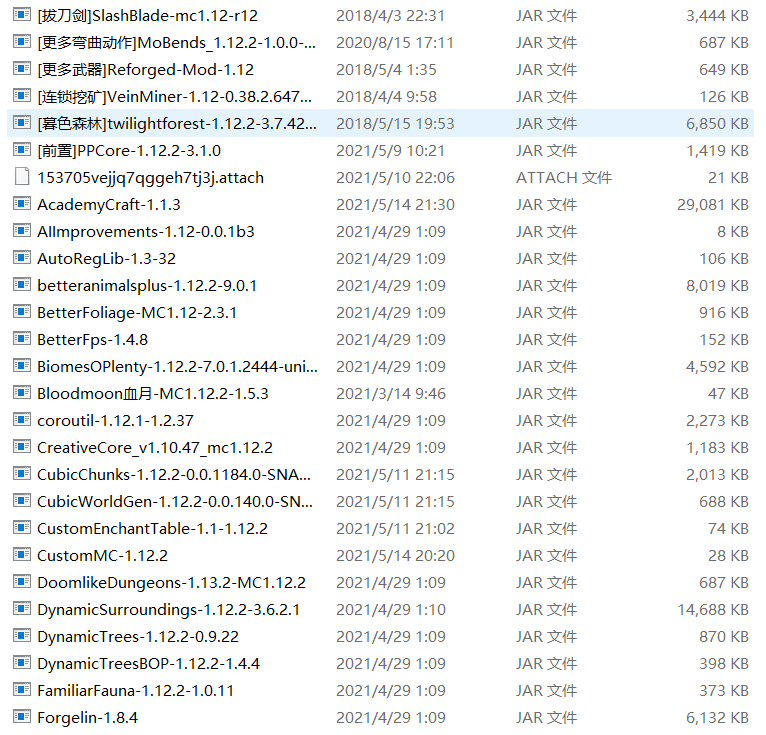 [拔刀剑]SlashBlade-mc1.12-r12 2018/4/3 22:31 JAR 文件 3,444 KB
[更多弯曲动作]MoBends_1.12.2-1.0.0-... 2020/8/15 17:11 JAR 文件 687 KB
[更多武器]Reforged-Mod-1.12 2018/5/4 1:35 JAR 文件 649 KB
[连锁挖矿]VeinMiner-1.12-0.38.2.647... 2018/4/4 9:58 JAR 文件 126 KB
[暮色森林]twilightforest-1.12.2-3.7.42... 2018/5/15 19:53 JAR 文件 6,850 KB
[前置]PPCore-1.12.2-3.1.0 2021/5/9 10:21 JAR 文件 1,419 KB
153705vejjq7qggeh7tj3j.attach 2021/5/10 22:06 ATTACH 文件 21 KB
AcademyCraft-1.1.3 2021/5/14 21:30 JAR 文件 29,081 KB
AIImprovements-1.12-0.0.1b3 2021/4/29 1:09 JAR 文件 8 KB
AutoRegLib-1.3-32 2021/4/29 1:09 JAR 文件 106 KB
betteranimalsplus-1.12.2-9.0.1 2021/4/29 1:09 JAR 文件 8,019 KB
BetterFoliage-MC1.12-2.3.1 2021/4/29 1:09 JAR 文件 916 KB
BetterFps-1.4.8 2021/4/29 1:09 JAR 文件 152 KB
BiomesOPlenty-1.12.2-7.0.1.2444-uni... 2021/4/29 1:09 JAR 文件 4,592 KB
Bloodmoon血月-MC1.12.2-1.5.3 2021/3/14 9:46 JAR 文件 47 KB
coroutil-1.12.1-1.2.37 2021/4/29 1:09 JAR 文件 2,273 KB
CreativeCore_v1.10.47_mc1.12.2 2021/4/29 1:09 JAR 文件 1,183 KB
CubicChunks-1.12.2-0.0.1184.0-SNA... 2021/5/11 21:15 JAR 文件 2,013 KB
CubicWorldGen-1.12.2-0.0.140.0-SN... 2021/5/11 21:15 JAR 文件 688 KB
CustomEnchantTable-1.1-1.12.2 2021/5/11 21:02 JAR 文件 74 KB
CustomMC-1.12.2 2021/5/14 20:20 JAR 文件 28 KB
DoomlikeDungeons-1.13.2-MC1.12.2 2021/4/29 1:09 JAR 文件 687 KB
DynamicSurroundings-1.12.2-3.6.2.1 2021/4/29 1:10 JAR 文件 14,688 KB
DynamicTrees-1.12.2-0.9.22 2021/4/29 1:09 JAR 文件 870 KB
DynamicTreesBOP-1.12.2-1.4.4 2021/4/29 1:09 JAR 文件 398 KB
FamiliarFauna-1.12.2-1.0.11 2021/4/29 1:09 JAR 文件 373 KB
Forgelin-1.8.4 2021/4/29 1:09 JAR 文件 6,132 KB